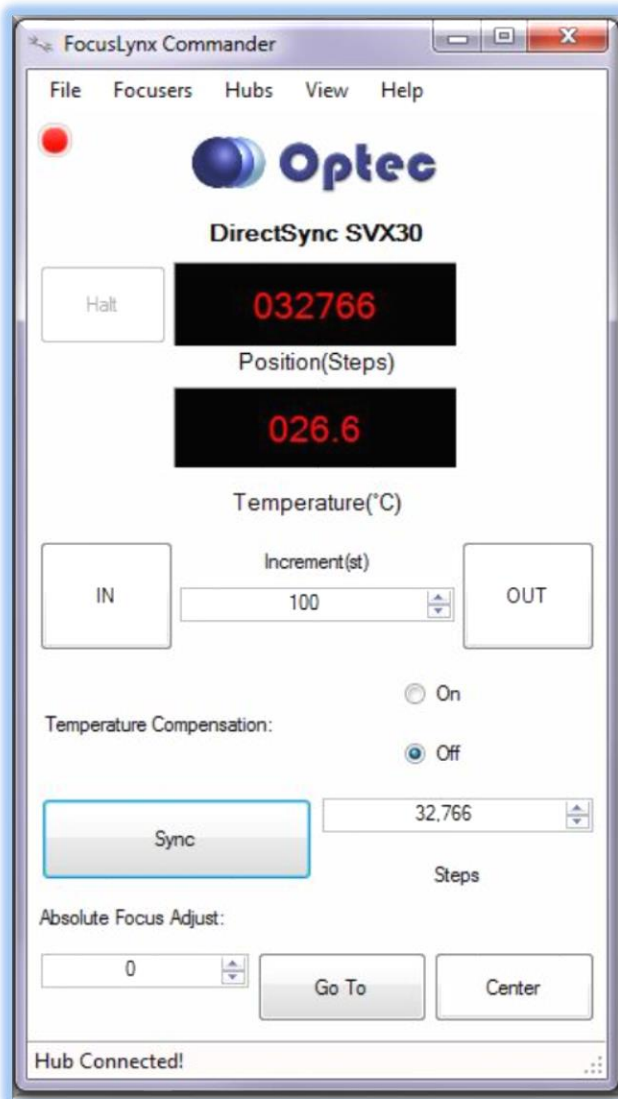 FocusLynx Commander
File Focusers Hubs View Help
Optec
DirectSync SVX30
Halt
032766
Position(Steps)
026.6
Temperature(°C)
IN
Increment(st)
100
OUT
On
Temperature Compensation:
Off
Sync
32,766
Steps
Absolute Focus Adjust:
0
Go To
Center
Hub Connected!